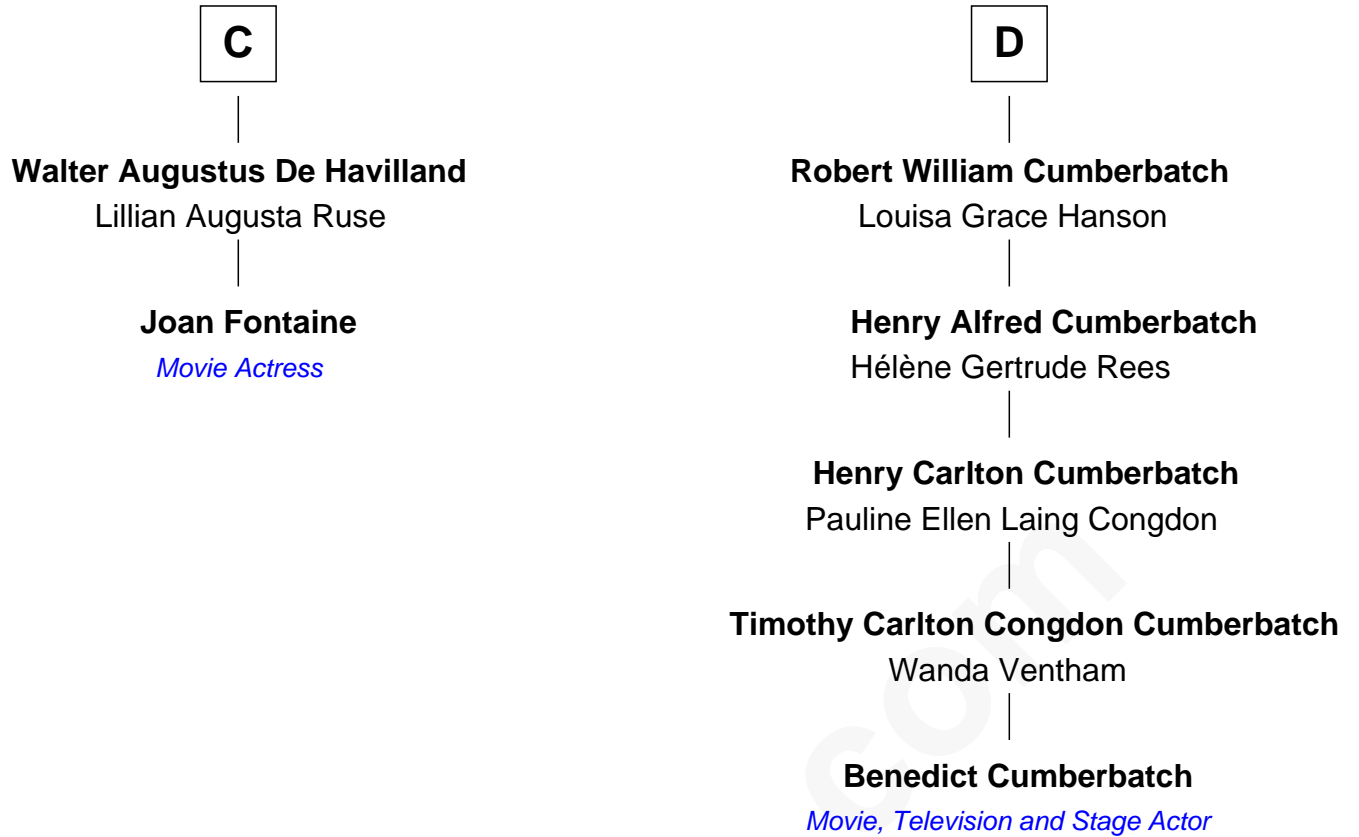 C
Walter Augustus De Havilland
Lillian Augusta Ruse
Joan Fontaine
Movie Actress
D
Robert William Cumberbatch
Louisa Grace Hanson
Henry Alfred Cumberbatch
Hélène Gertrude Rees
Henry Carlton Cumberbatch
Pauline Ellen Laing Congdon
Timothy Carlton Congdon Cumberbatch
Wanda Ventham
Benedict Cumberbatch
Movie, Television and Stage Actor
com